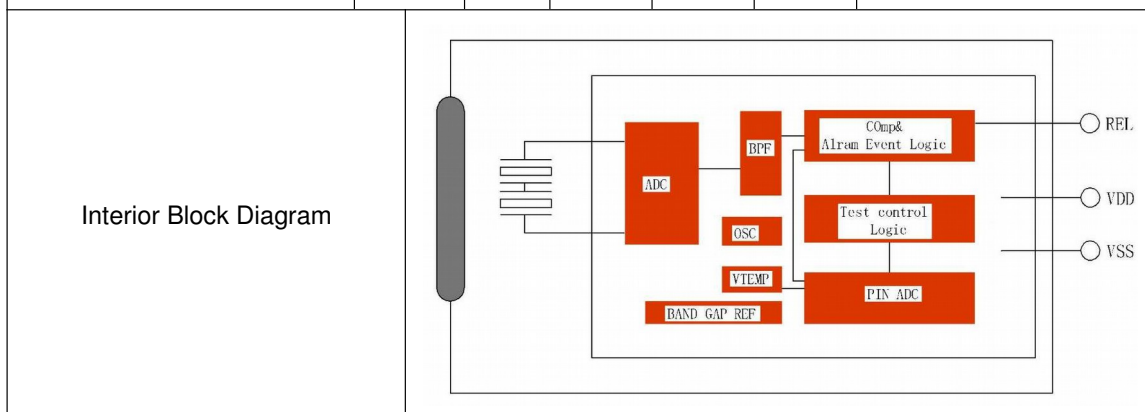 Interior Block Diagram
COmp&
Alram Event Logic
REL
BPF
ADC
VDD
Test control
Logic
OSC
VSS
VTEMP
PIN ADC
BAND GAP REF